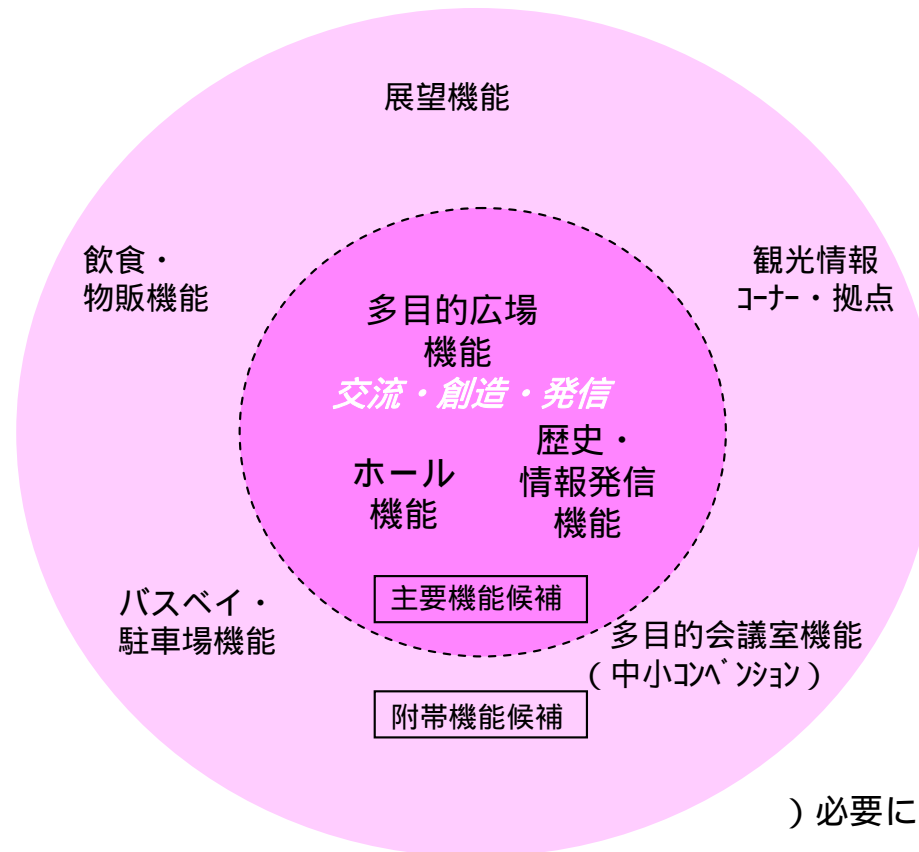 展望機能
飲食・
物販機能
観光情報
ｺｰﾅｰ・拠点
多目的広場
機能
交流・創造・発信
ホール
機能
歴史・
情報発信
機能
主要機能候補
バスベイ・
駐車場機能
多目的会議室機能
(中小ｺﾝﾍﾞﾝｼｮﾝ)
附帯機能候補
)必要に